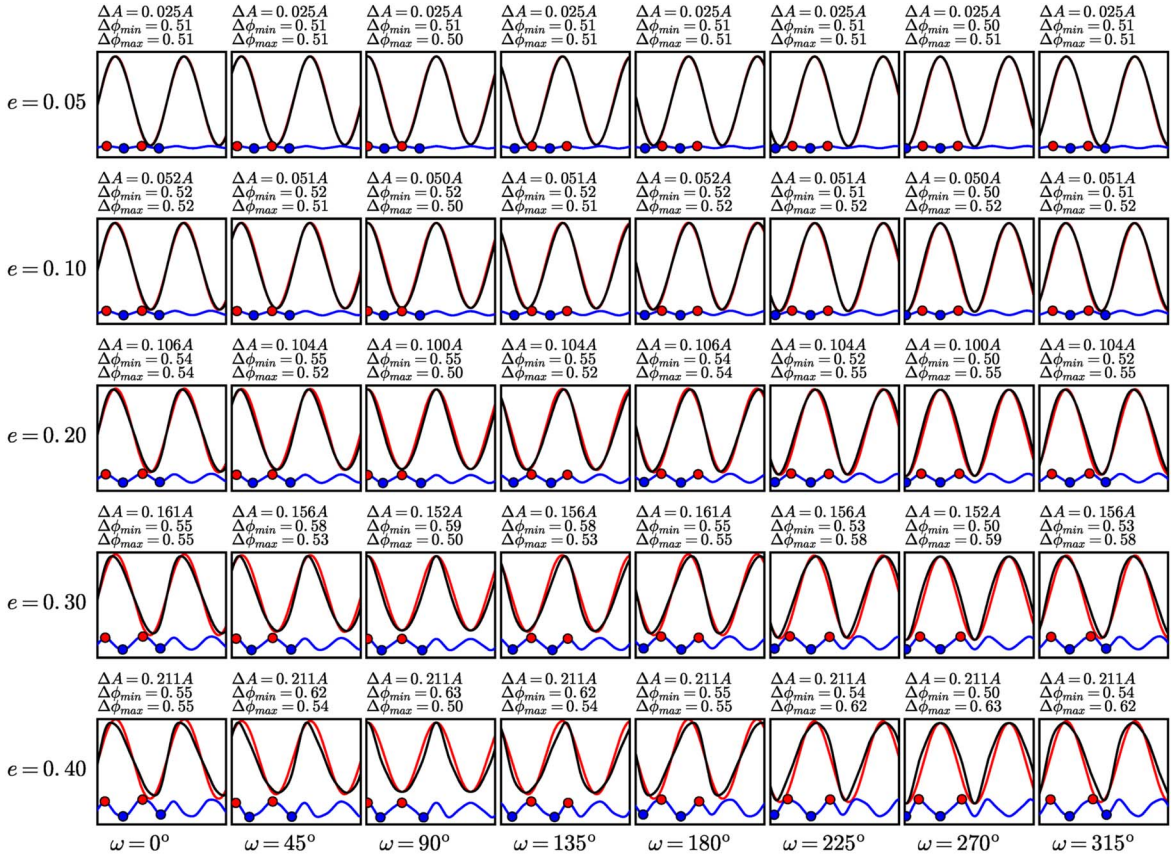 ΔA = 0.025A ΔA = 0.025A ΔA = 0.025A ΔA = 0.025A ΔA = 0.025A ΔA = 0.025A ΔA = 0.025A ΔA = 0.025A
Δϕmin = 0.51 Δϕmin = 0.51 Δϕmin = 0.51 Δϕmin = 0.51 Δϕmin = 0.51 Δϕmin = 0.51 Δϕmin = 0.50 Δϕmin = 0.51
Δϕmax = 0.51 Δϕmax = 0.51 Δϕmax = 0.50 Δϕmax = 0.51 Δϕmax = 0.51 Δϕmax = 0.51 Δϕmax = 0.51 Δϕmax = 0.51
e = 0.05
ΔA = 0.052A ΔA = 0.051A ΔA = 0.050A ΔA = 0.051A ΔA = 0.052A ΔA = 0.051A ΔA = 0.050A ΔA = 0.051A
Δϕmin = 0.52 Δϕmin = 0.52 Δϕmin = 0.52 Δϕmin = 0.52 Δϕmin = 0.52 Δϕmin = 0.51 Δϕmin = 0.50 Δϕmin = 0.51
Δϕmax = 0.52 Δϕmax = 0.51 Δϕmax = 0.50 Δϕmax = 0.51 Δϕmax = 0.52 Δϕmax = 0.52 Δϕmax = 0.52 Δϕmax = 0.52
e = 0.10
ΔA = 0.106A ΔA = 0.104A ΔA = 0.100A ΔA = 0.104A ΔA = 0.106A ΔA = 0.104A ΔA = 0.100A ΔA = 0.104A
Δϕmin = 0.54 Δϕmin = 0.55 Δϕmin = 0.55 Δϕmin = 0.55 Δϕmin = 0.54 Δϕmin = 0.52 Δϕmin = 0.50 Δϕmin = 0.52
Δϕmax = 0.54 Δϕmax = 0.52 Δϕmax = 0.50 Δϕmax = 0.52 Δϕmax = 0.54 Δϕmax = 0.55 Δϕmax = 0.55 Δϕmax = 0.55
e = 0.20
ΔA = 0.161A ΔA = 0.156A ΔA = 0.152A ΔA = 0.156A ΔA = 0.161A ΔA = 0.156A ΔA = 0.152A ΔA = 0.156A
Δϕmin = 0.55 Δϕmin = 0.58 Δϕmin = 0.59 Δϕmin = 0.58 Δϕmin = 0.55 Δϕmin = 0.53 Δϕmin = 0.50 Δϕmin = 0.53
Δϕmax = 0.55 Δϕmax = 0.53 Δϕmax = 0.50 Δϕmax = 0.53 Δϕmax = 0.55 Δϕmax = 0.58 Δϕmax = 0.59 Δϕmax = 0.58
e = 0.30
ΔA = 0.211A ΔA = 0.211A ΔA = 0.211A ΔA = 0.211A ΔA = 0.211A ΔA = 0.211A ΔA = 0.211A ΔA = 0.211A
Δϕmin = 0.55 Δϕmin = 0.62 Δϕmin = 0.63 Δϕmin = 0.62 Δϕmin = 0.55 Δϕmin = 0.54 Δϕmin = 0.50 Δϕmin = 0.54
Δϕmax = 0.55 Δϕmax = 0.54 Δϕmax = 0.50 Δϕmax = 0.54 Δϕmax = 0.55 Δϕmax = 0.62 Δϕmax = 0.63 Δϕmax = 0.62
e = 0.40
ω = 0° ω = 45° ω = 90° ω = 135° ω = 180° ω = 225° ω = 270° ω = 315°